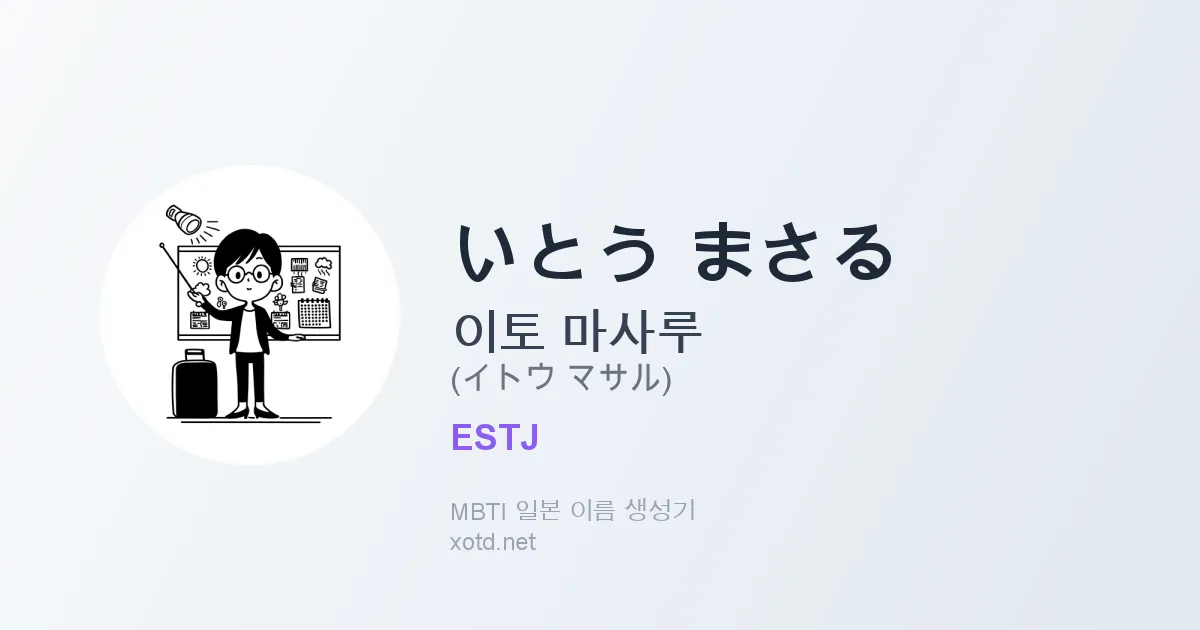 いとう まさる
이토 마사루
(イトウ マサル)
ESTJ
MBTI 일본 이름 생성기
xotd.net